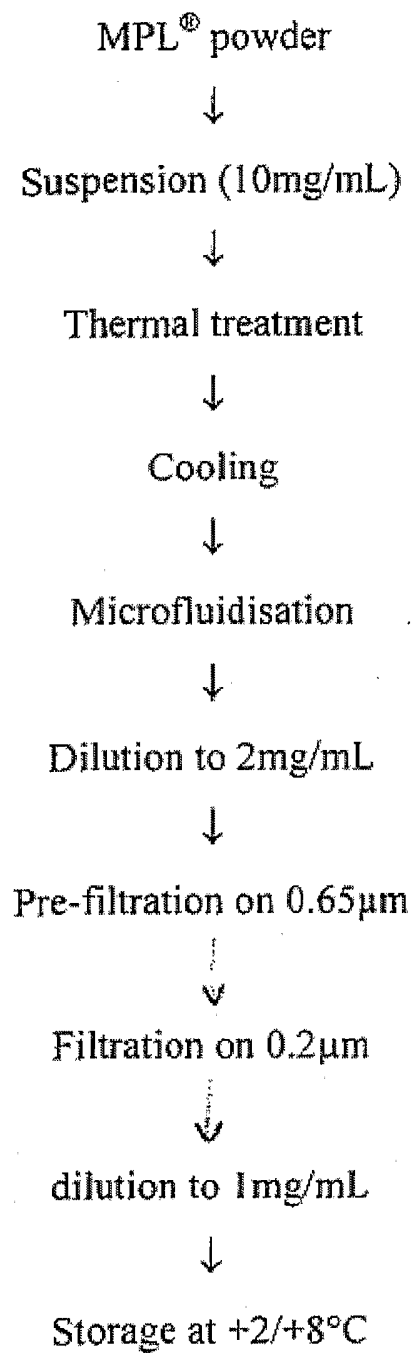 MPL® powder
↓
Suspension (10mg/mL)
↓
Thermal treatment
↓
Cooling
↓
Microfluidisation
↓
Dilution to 2mg/mL
↓
Pre-filtration on 0.65µm
↓
Filtration on 0.2µm
↓
dilution to 1mg/mL
↓
Storage at +2/+8°C